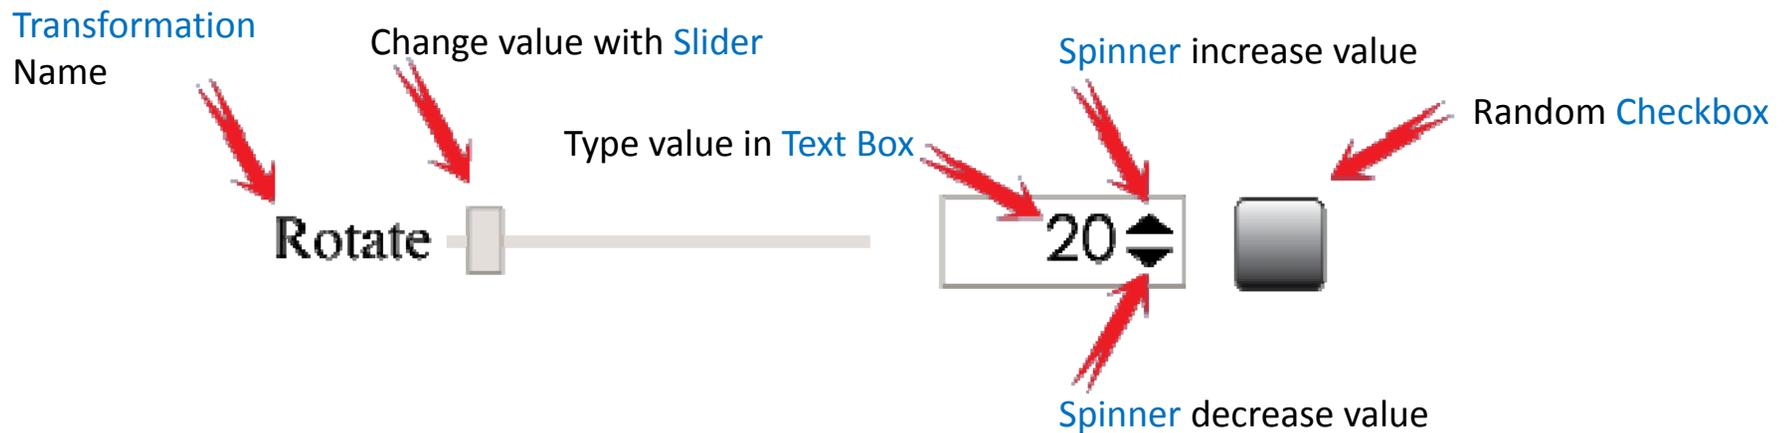 Transformation
Name
Change value with Slider
Spinner increase value
Random Checkbox
Type value in Text Box
Rotate
20
Spinner decrease value